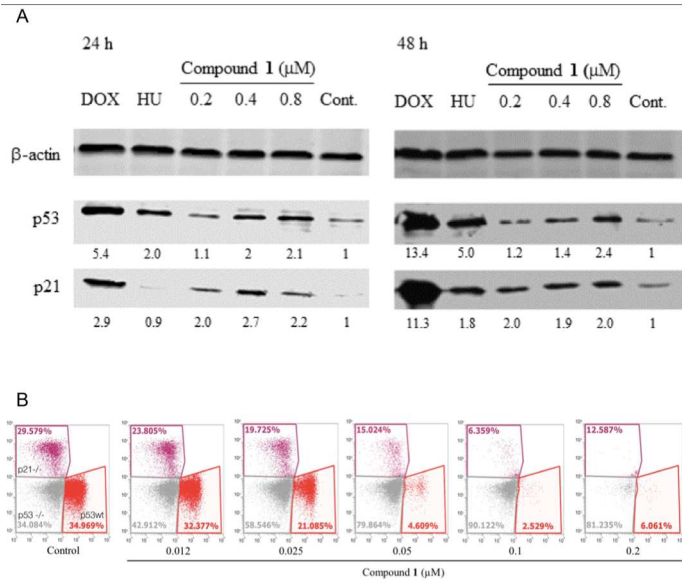 A
24 h
48 h
Compound 1 (µM)
Compound 1 (µM)
DOX HU 0.2 0.4 0.8 Cont.
DOX HU 0.2 0.4 0.8 Cont.
β-actin
p53
5.4 2.0 1.1 2 2.1 1
13.4 5.0 1.2 1.4 2.4 1
p21
2.9 0.9 2.0 2.7 2.2 1
11.3 1.8 2.0 1.9 2.0 1
B
29.579% 23.805% 19.725% 15.024% 6.359% 12.587%
p21-/-
p53 -/- p53wt
34.084% 34.969% 42.912% 32.377% 58.546% 21.085% 79.864% 4.609% 90.122% 2.529% 81.235% 6.061%
Control 0.012 0.025 0.05 0.1 0.2
Compound 1 (µM)